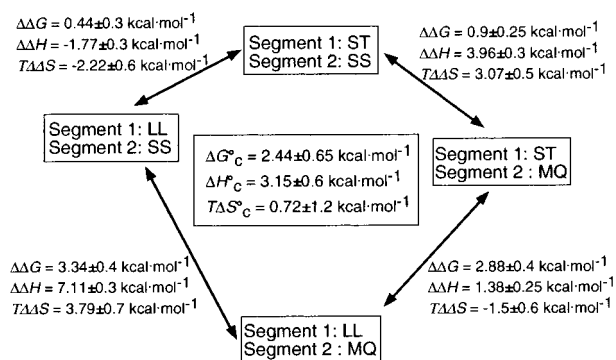 ΔΔG = 0.44±0.3 kcal·mol⁻¹
ΔΔH = -1.77±0.3 kcal·mol⁻¹
TΔΔS = -2.22±0.6 kcal·mol⁻¹
Segment 1: ST
Segment 2: SS
ΔΔG = 0.9±0.25 kcal·mol⁻¹
ΔΔH = 3.96±0.3 kcal·mol⁻¹
TΔΔS = 3.07±0.5 kcal·mol⁻¹
Segment 1: LL
Segment 2: SS
ΔG°c = 2.44±0.65 kcal·mol⁻¹
ΔH°c = 3.15±0.6 kcal·mol⁻¹
TΔS°c = 0.72±1.2 kcal·mol⁻¹
Segment 1: ST
Segment 2 : MQ
ΔΔG = 3.34±0.4 kcal·mol⁻¹
ΔΔH = 7.11±0.3 kcal·mol⁻¹
TΔΔS = 3.79±0.7 kcal·mol⁻¹
ΔΔG = 2.88±0.4 kcal·mol⁻¹
ΔΔH = 1.38±0.25 kcal·mol⁻¹
TΔΔS = -1.5±0.6 kcal·mol⁻¹
Segment 1: LL
Segment 2 : MQ